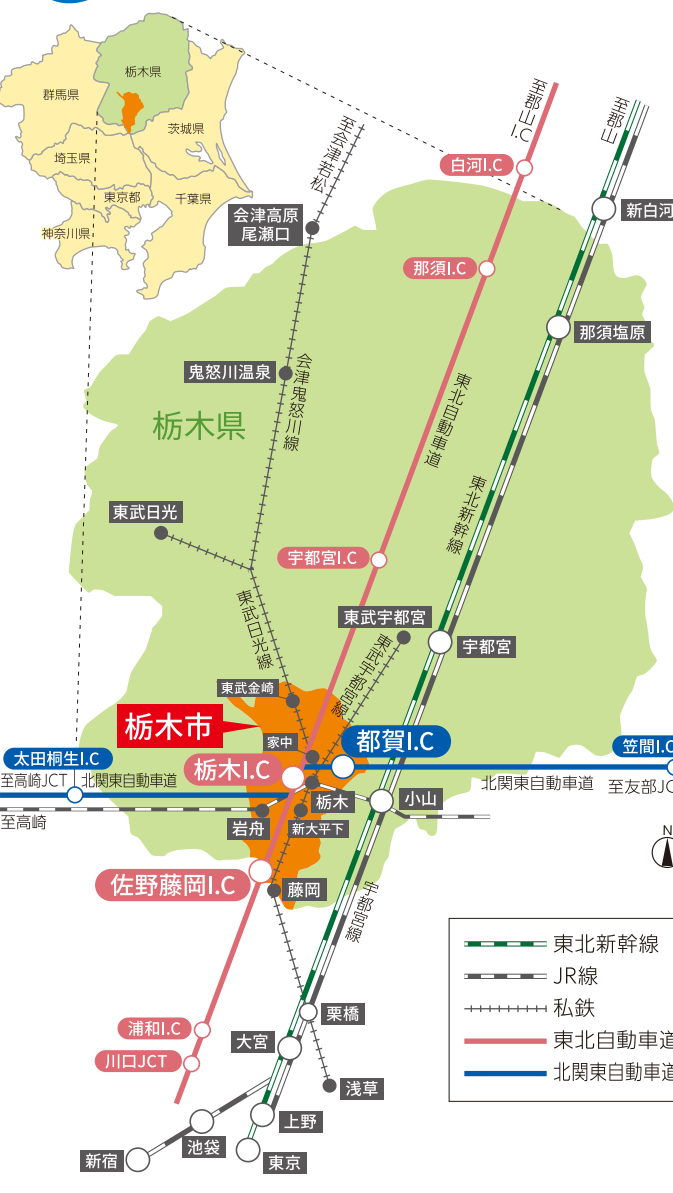 栃木県
群馬県
茨城県
埼玉県
東京都
千葉県
神奈川県
至会津若松
至郡山I.C
至郡山
白河I.C
会津高原
尾瀬口
新白河
那須I.C
那須塩原
鬼怒川温泉
会津鬼怒川線
東北自動車道
栃木県
東北新幹線
東武日光
宇都宮I.C
東武日光線
東武宇都宮
宇都宮
東武宇都宮線
東武金崎
栃木市
家中
都賀I.C
笠間I.C
太田桐生I.C
栃木I.C
至高崎JCT
北関東自動車道
北関東自動車道
至友部JC
栃木
小山
至高崎
岩舟
新大平下
N
佐野藤岡I.C
藤岡
宇都宮線
東北新幹線
JR線
私鉄
東北自動車道
北関東自動車道
栗橋
浦和I.C
大宮
川口JCT
浅草
上野
池袋
新宿
東京